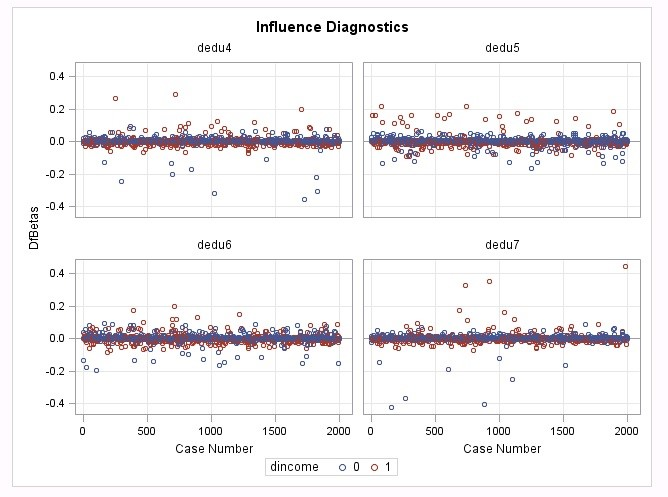 Influence Diagnostics
dedu4 dedu5
0.4
0.2
0.0
-0.2
-0.4
DfBetas
dedu6 dedu7
0.4
0.2
0.0
-0.2
-0.4
0 500 1000 1500 2000 0 500 1000 1500 2000
Case Number Case Number
dincome 0 1